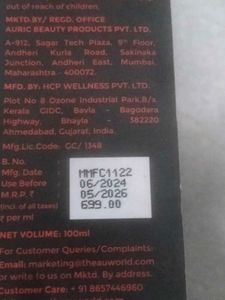 out of reach of children.
MKTD.BY/ REGD. OFFICE
AURIC BEAUTY PRODUCTS PVT. LTD.
A-912, Sagar Tech Plaza, 9th Floor,
Andheri Kurla Road, Sakinaka
Junction, Andheri East, Mumbai,
Maharashtra - 400072.
MFD. BY: HCP WELLNESS PVT. LTD.
Plot No 8 Ozone Industrial Park,B/s.
Kerala GIDC, Bavla - Bagodara
Highway, Bhayla - 382220
Ahmedabad, Gujarat, India.
Mfg.Lic.Code: GC/ 1348
B. No. : MMFC1122
Mfg. Date : 06/2024
Use Before : 05/2026
M.R.P. ₹ : 699.00
(incl. of all taxes)
₹ per ml
NET VOLUME: 100ml
For Customer Queries/Complaints:
Email: marketing@theauworld.com
or write to us on Mktd. By address.
Customer Care : +91 8657446960